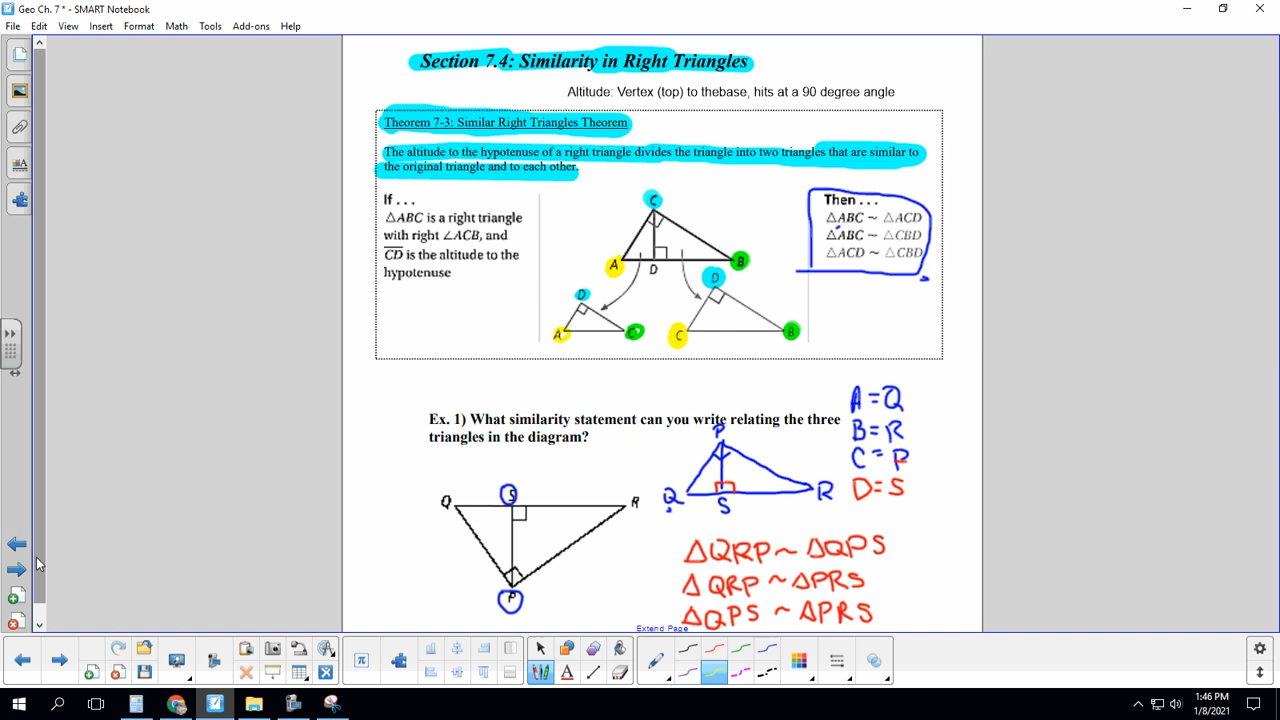 Geo Ch. 7 * - SMART Notebook
File Edit View Insert Format Math Tools Add-ons Help
Section 7.4: Similarity in Right Triangles
Altitude: Vertex (top) to thebase, hits at a 90 degree angle
Theorem 7-3: Similar Right Triangles Theorem
The altitude to the hypotenuse of a right triangle divides the triangle into two triangles that are similar to
the original triangle and to each other.
If . . .
△ABC is a right triangle
with right ∠ACB, and
CD is the altitude to the
hypotenuse
C
A
D
B
D
A
C
D
C
B
Then . . .
△ABC ~ △ACD
△ABC ~ △CBD
△ACD ~ △CBD
Ex. 1) What similarity statement can you write relating the three
triangles in the diagram?
Q
S
R
P
P
Q
S
R
A = Q
B = R
C = P
D = S
△QRP ~ △QPS
△QRP ~ △PRS
△QPS ~ △PRS
Extend Page
π
A
1:46 PM
1/8/2021